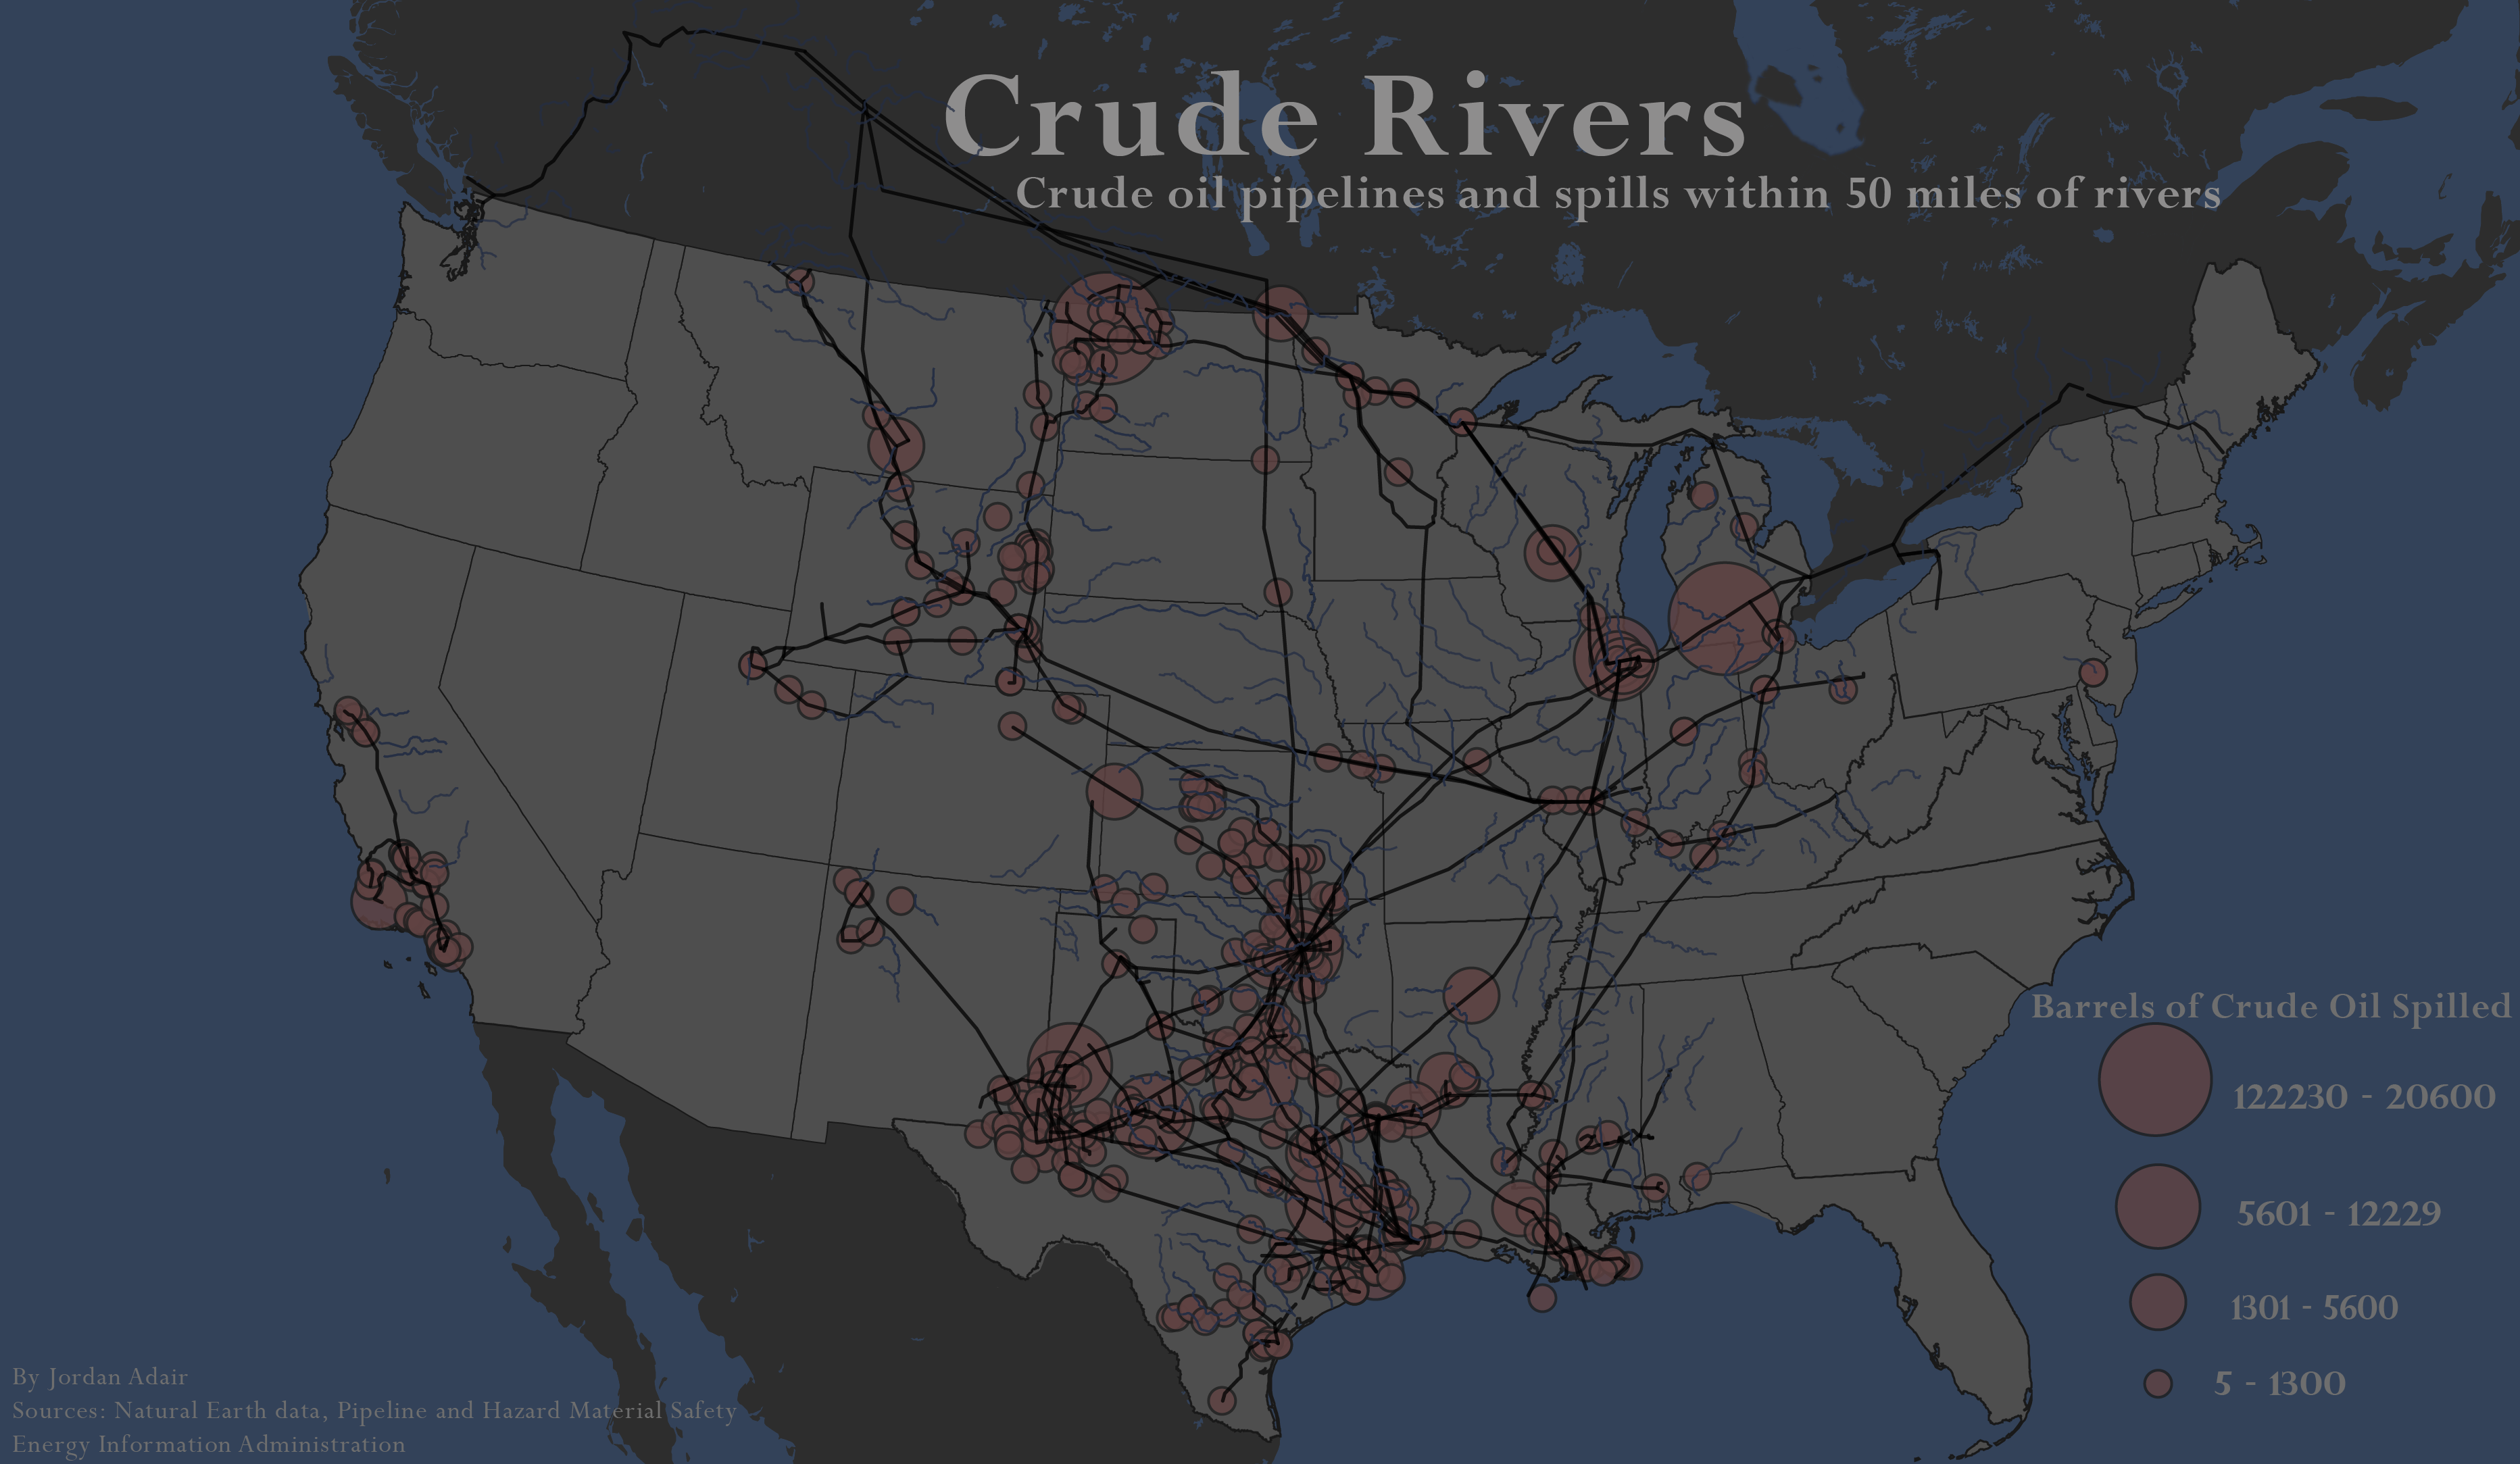 Crude Rivers
Crude oil pipelines and spills within 50 miles of rivers
Barrels of Crude Oil Spilled
122230 - 20600
5601 - 12229
1301 - 5600
5 - 1300
By Jordan Adair
Sources: Natural Earth data, Pipeline and Hazard Material Safety
Energy Information Administration